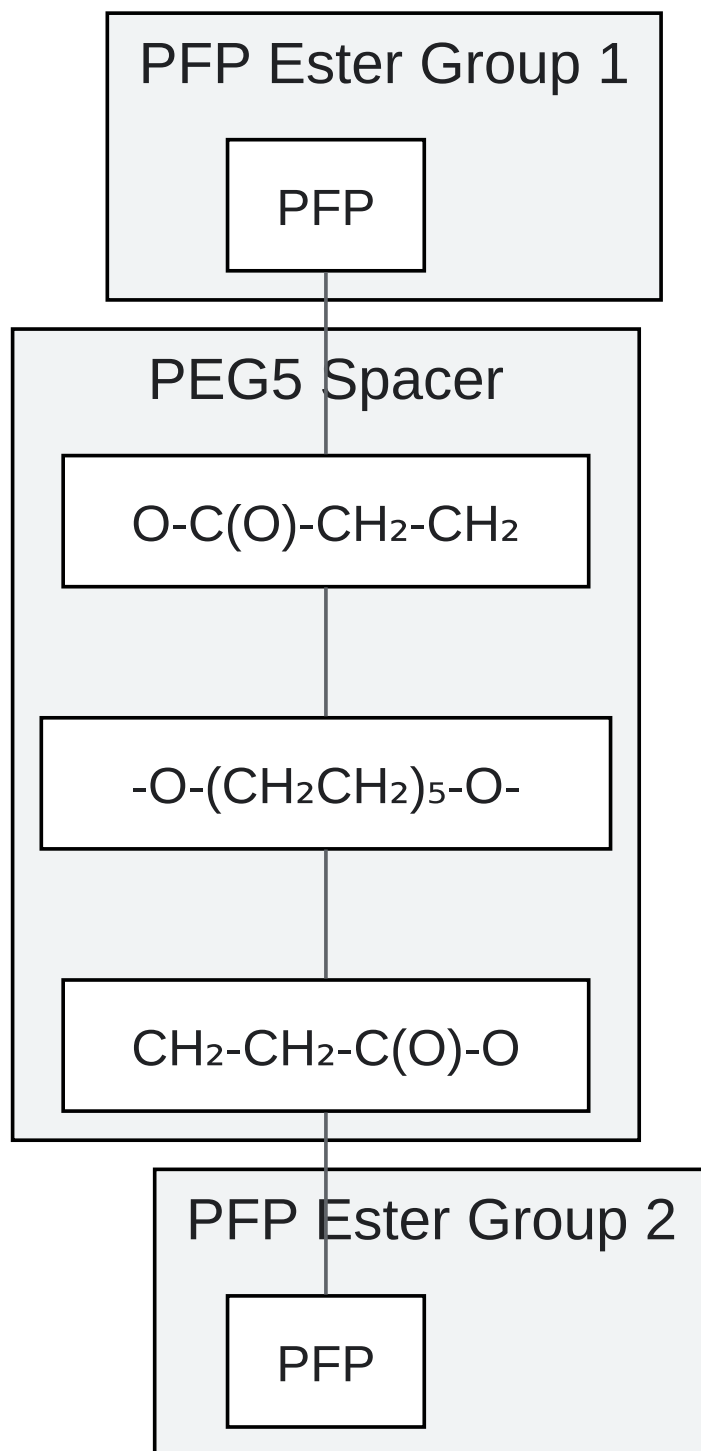 PFP Ester Group 1
PFP
PEG5 Spacer
O-C(O)-CH₂-CH₂
-O-(CH₂CH₂)₅-O-
CH₂-CH₂-C(O)-O
PFP Ester Group 2
PFP